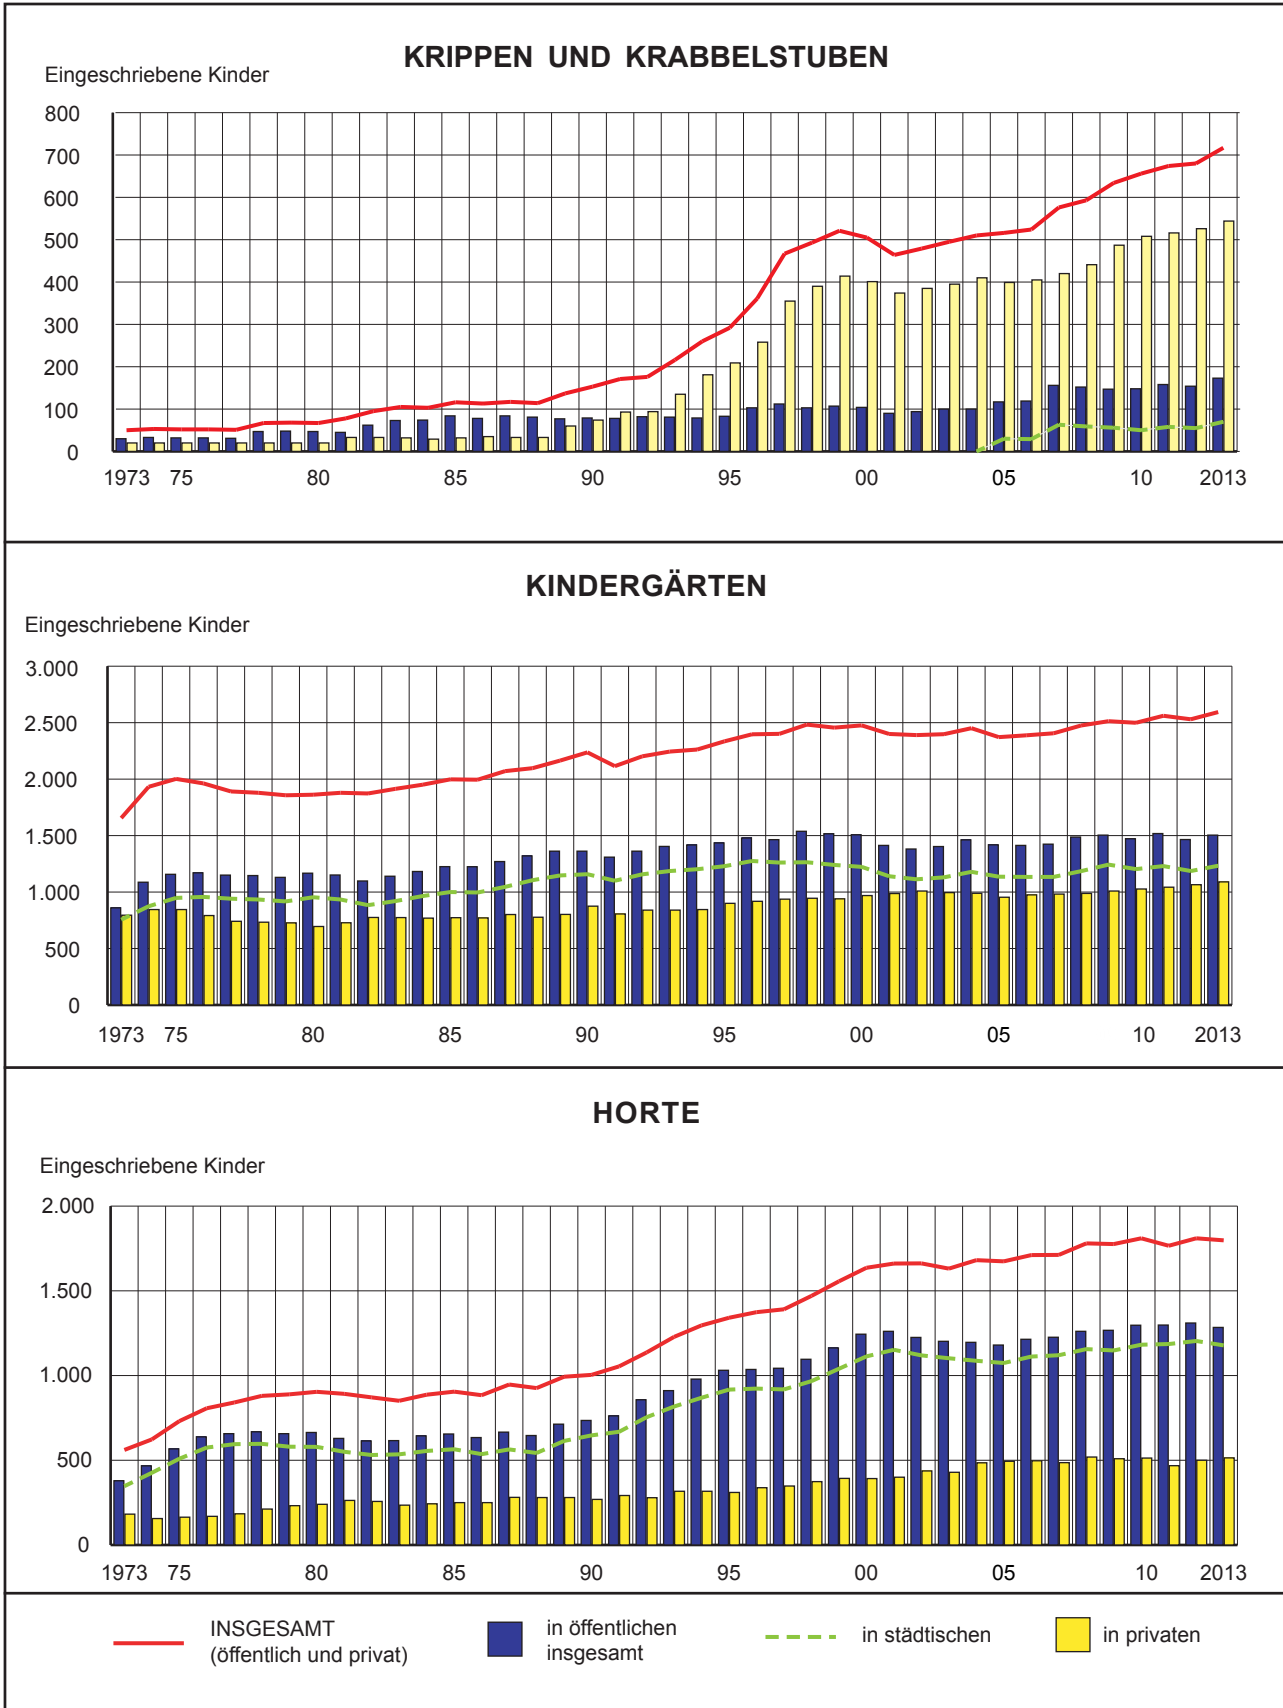 KRIPPEN UND KRABBELSTUBEN
Eingeschriebene Kinder
800
700
600
500
400
300
200
100
0
1973 75 80 85 90 95 00 05 10 2013
KINDERGÄRTEN
Eingeschriebene Kinder
3.000
2.500
2.000
1.500
1.000
500
0
1973 75 80 85 90 95 00 05 10 2013
HORTE
Eingeschriebene Kinder
2.000
1.500
1.000
500
0
1973 75 80 85 90 95 00 05 10 2013
INSGESAMT
(öffentlich und privat)
in öffentlichen
insgesamt
in städtischen
in privaten